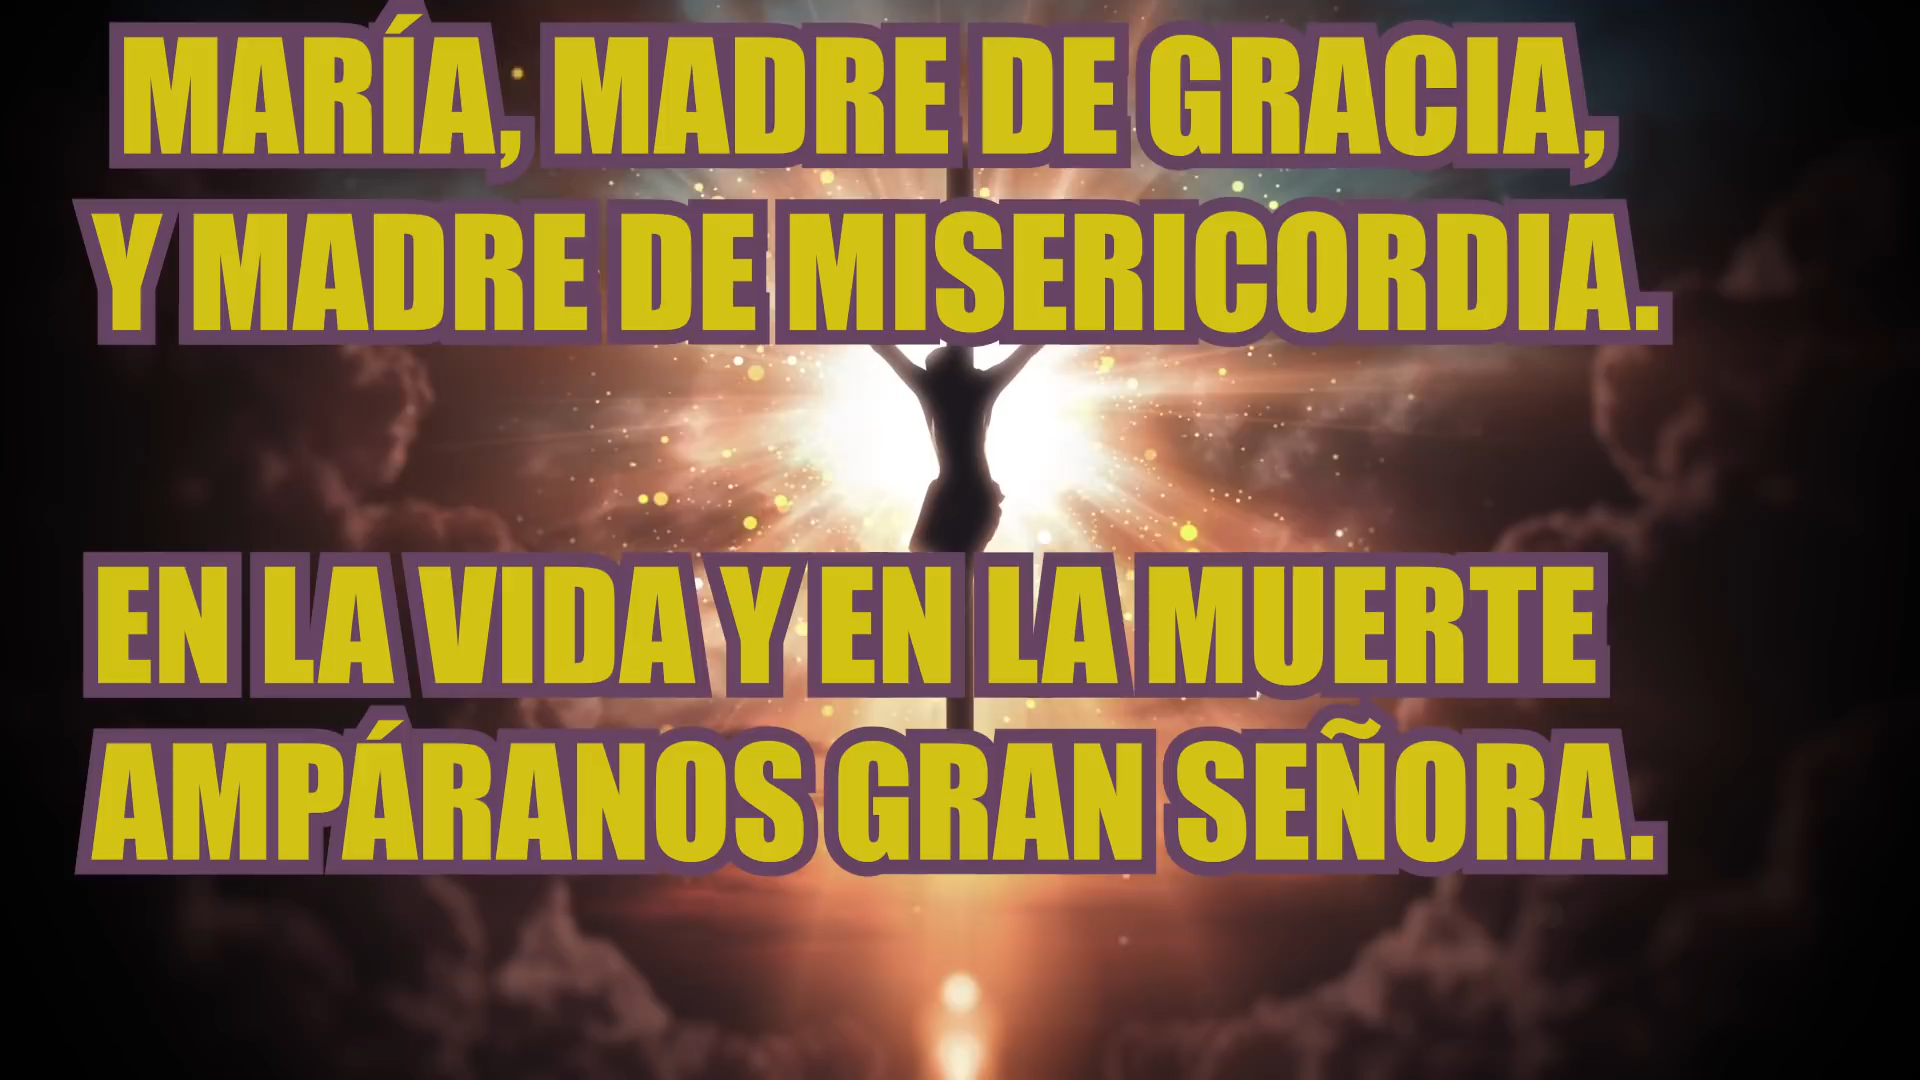 MARÍA, MADRE DE GRACIA,
Y MADRE DE MISERICORDIA.
EN LA VIDA Y EN LA MUERTE
AMPÁRANOS GRAN SEÑORA.